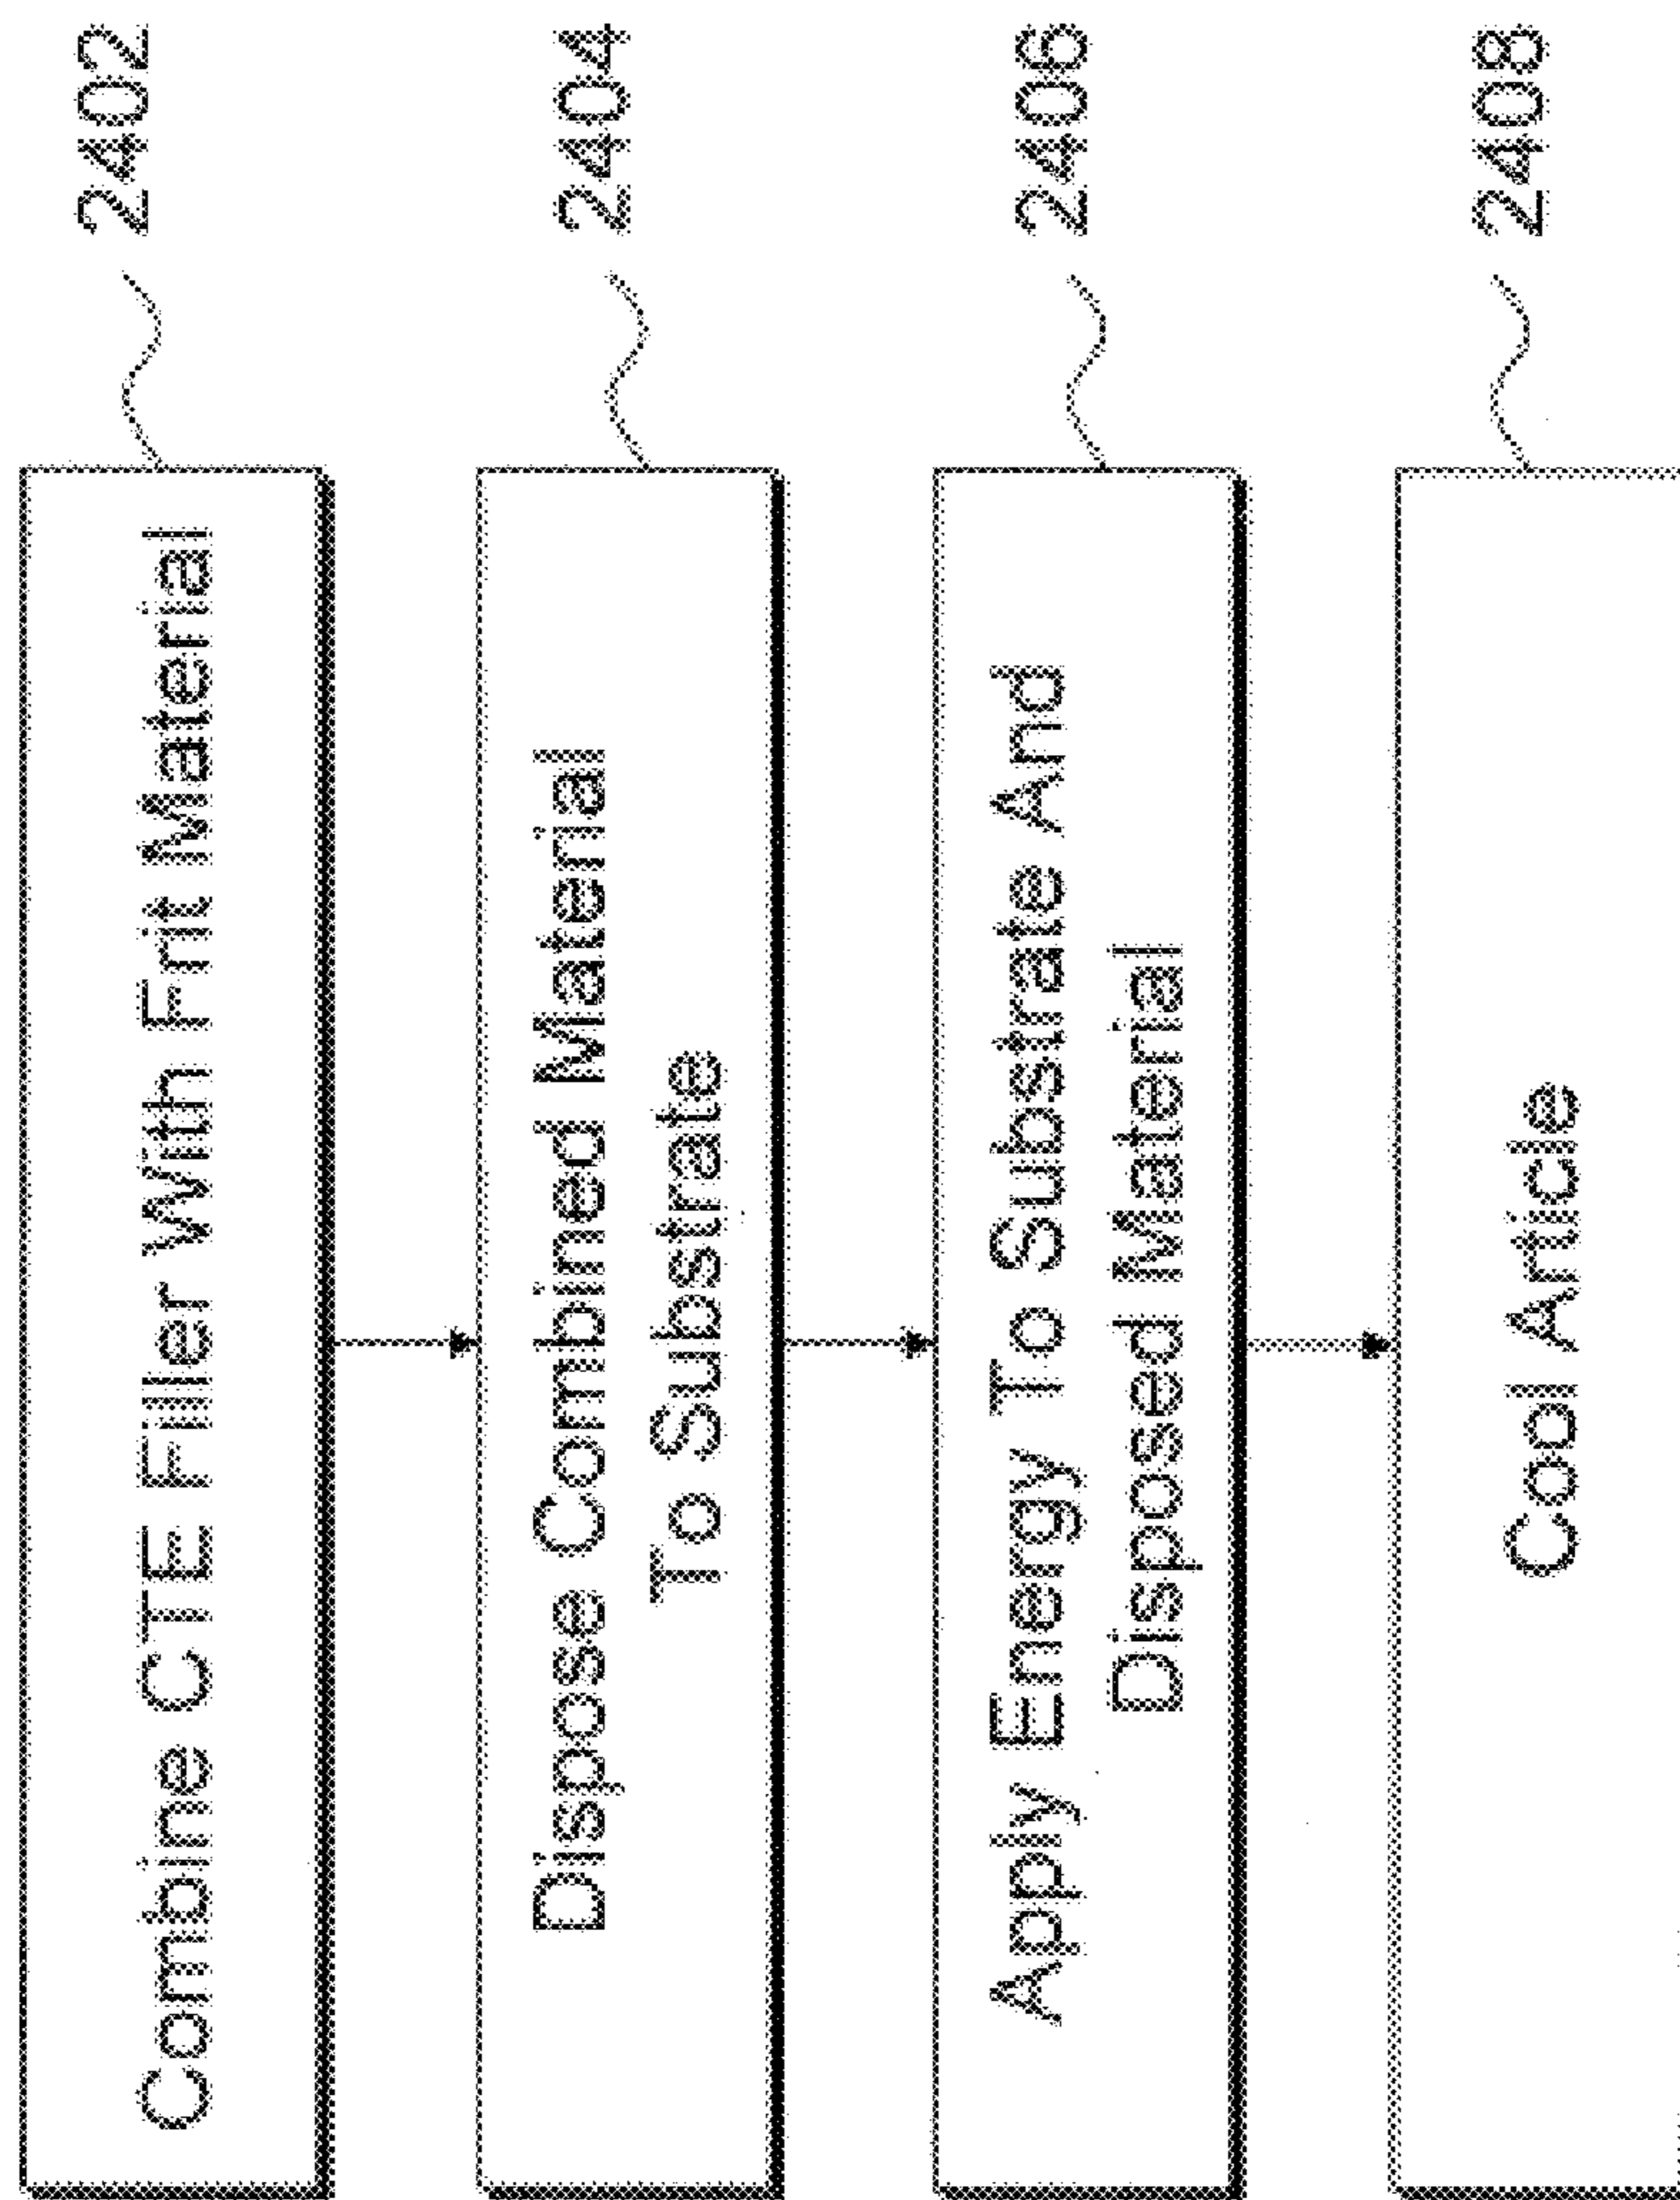 Combine CTE Filler With Frit Material
2402
Dispose Combined Material
To Substrate
2404
Apply Energy To Substrate And
Disposed Material
2406
Cool Article
2408